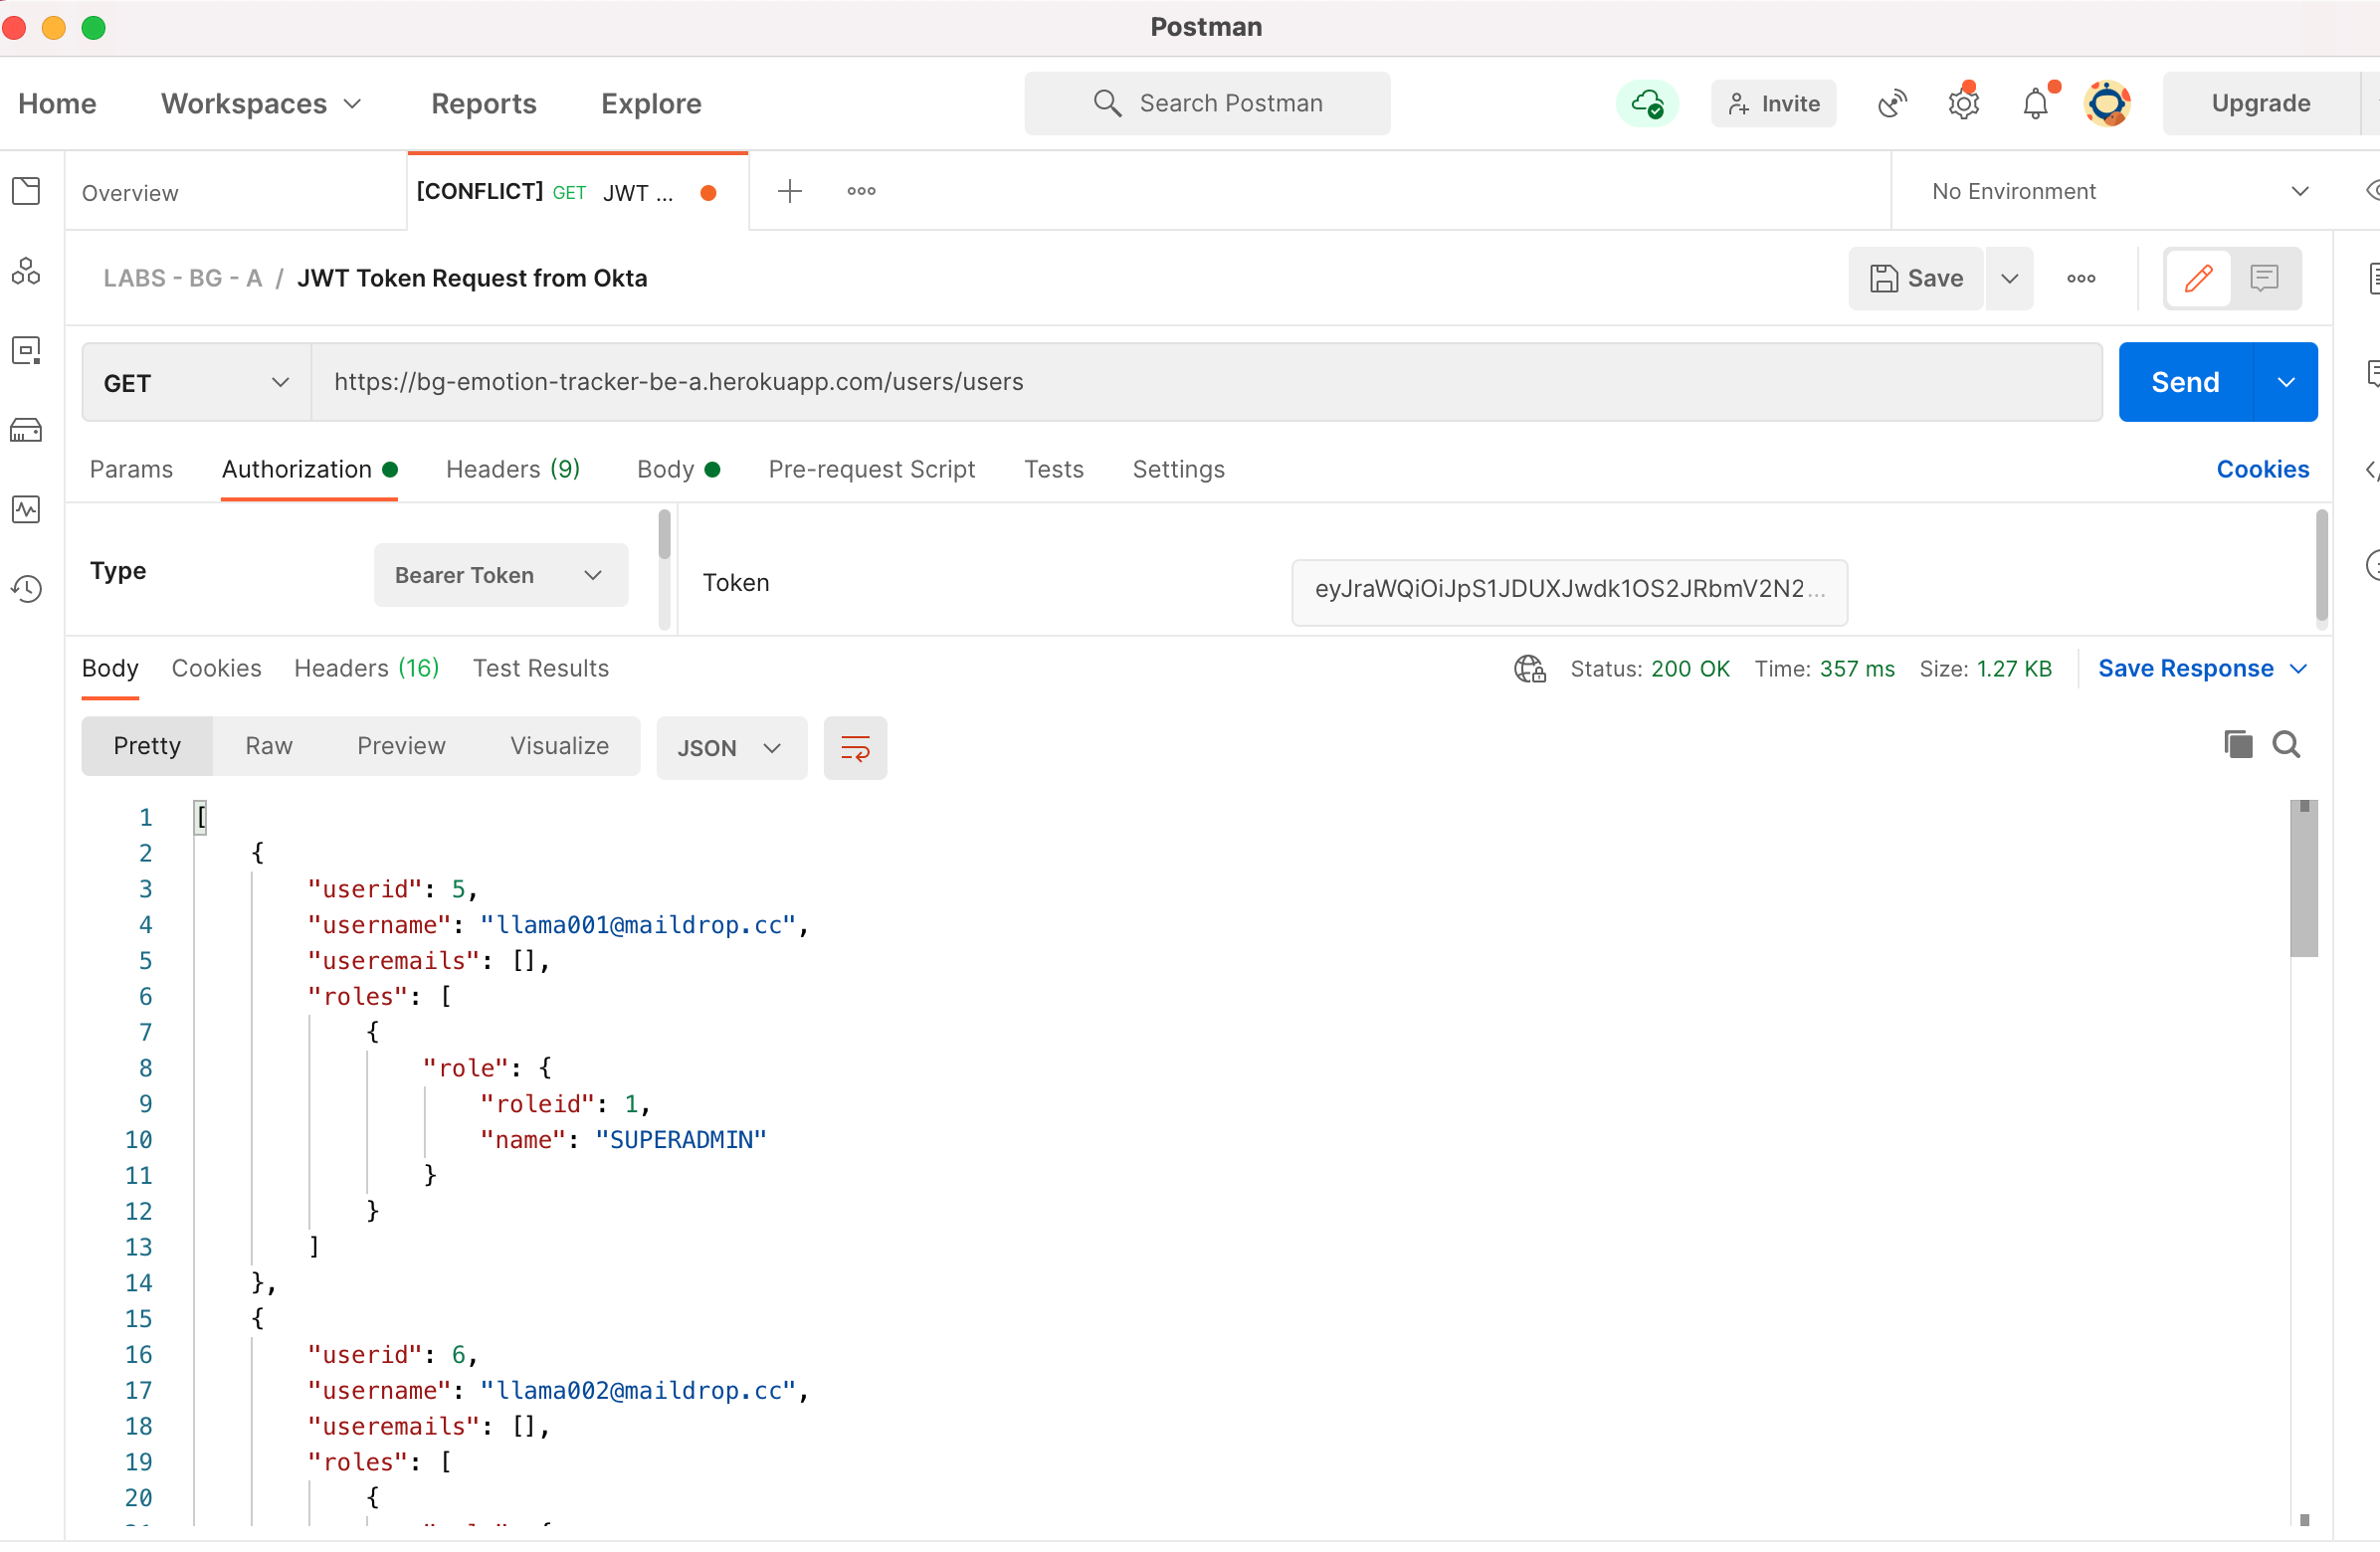 Postman
Home Workspaces Reports Explore Search Postman Invite Upgrade
Overview [CONFLICT] GET JWT ... No Environment
LABS - BG - A / JWT Token Request from Okta Save
GET https://bg-emotion-tracker-be-a.herokuapp.com/users/users Send
Params Authorization Headers (9) Body Pre-request Script Tests Settings Cookies
Type Bearer Token Token eyJraWQiOiJpS1JDUXJwdk1OS2JRbmV2N2...
Body Cookies Headers (16) Test Results Status: 200 OK Time: 357 ms Size: 1.27 KB Save Response
Pretty Raw Preview Visualize JSON
1 [
2 {
3 "userid": 5,
4 "username": "llama001@maildrop.cc",
5 "useremails": [],
6 "roles": [
7 {
8 "role": {
9 "roleid": 1,
10 "name": "SUPERADMIN"
11 }
12 }
13 ]
14 },
15 {
16 "userid": 6,
17 "username": "llama002@maildrop.cc",
18 "useremails": [],
19 "roles": [
20 {